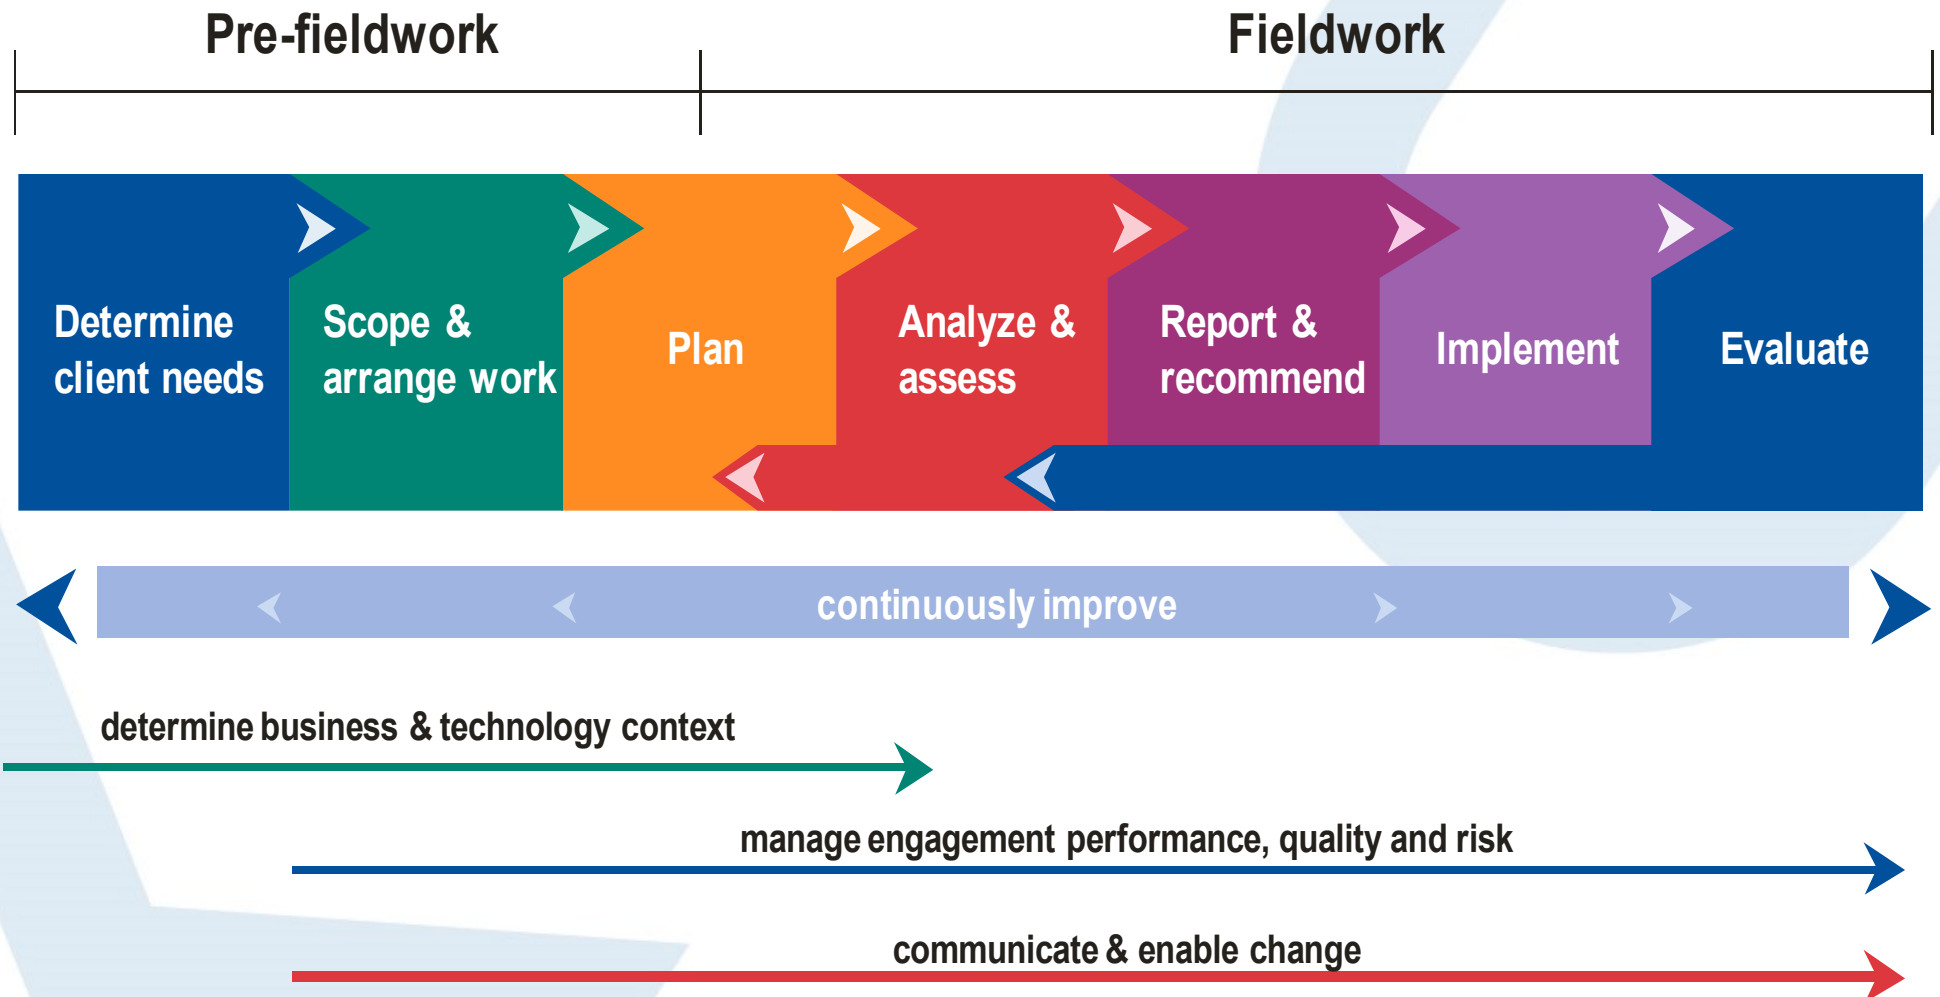 Pre-fieldwork
Fieldwork
Determine
client needs
Scope &
arrange work
Plan
Analyze &
assess
Report &
recommend
Implement
Evaluate
continuously improve
determine business & technology context
manage engagement performance, quality and risk
communicate & enable change